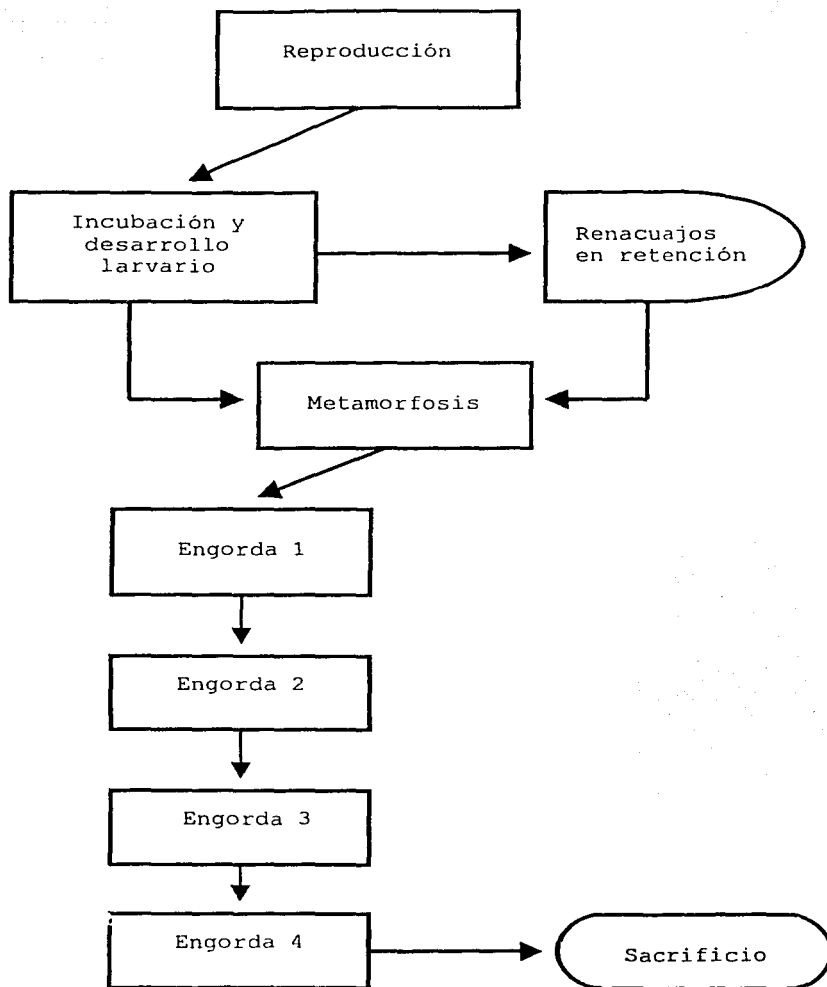 Reproducción
Incubación y
desarrollo
larvario
Renacuajos
en retención
Metamorfosis
Engorda 1
Engorda 2
Engorda 3
Engorda 4
Sacrificio